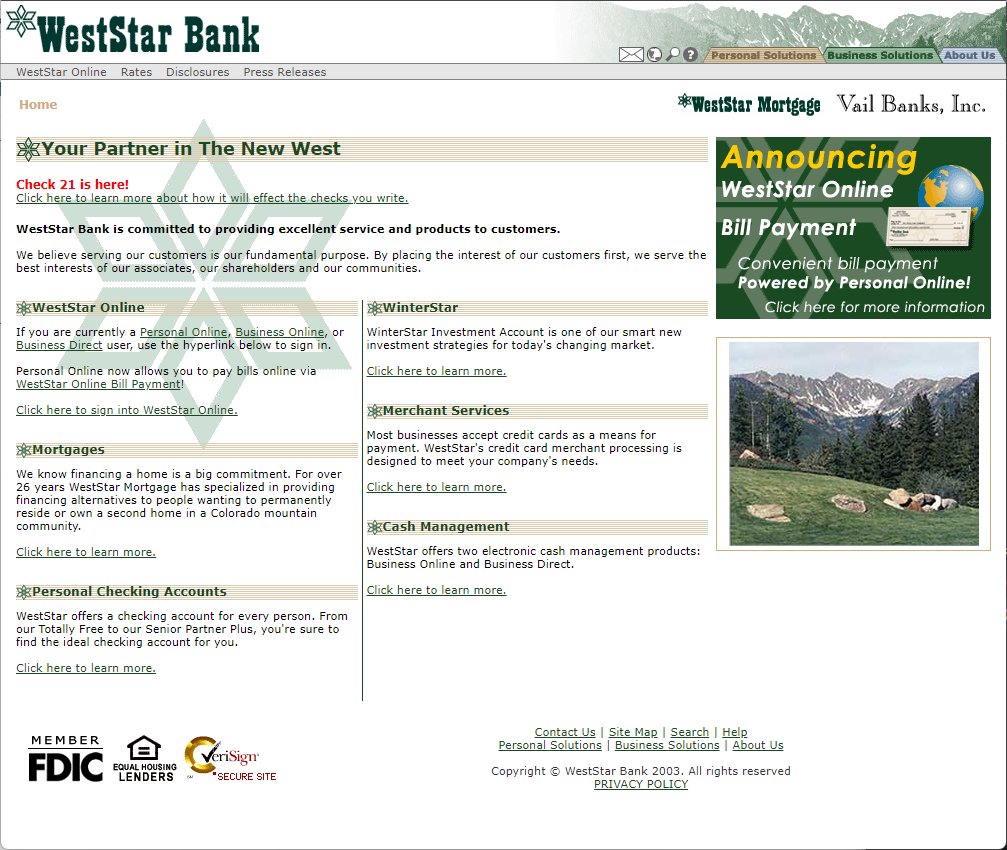 WestStar Bank
Personal Solutions
Business Solutions
About Us
WestStar Online Rates Disclosures Press Releases
Home
WestStar Mortgage
Vail Banks, Inc.
Your Partner in The New West
Check 21 is here!
Click here to learn more about how it will effect the checks you write.
WestStar Bank is committed to providing excellent service and products to customers.
We believe serving our customers is our fundamental purpose. By placing the interest of our customers first, we serve the
best interests of our associates, our shareholders and our communities.
WestStar Online
If you are currently a Personal Online, Business Online, or
Business Direct user, use the hyperlink below to sign in.
Personal Online now allows you to pay bills online via
WestStar Online Bill Payment!
Click here to sign into WestStar Online.
Mortgages
We know financing a home is a big commitment. For over
26 years WestStar Mortgage has specialized in providing
financing alternatives to people wanting to permanently
reside or own a second home in a Colorado mountain
community.
Click here to learn more.
Personal Checking Accounts
WestStar offers a checking account for every person. From
our Totally Free to our Senior Partner Plus, you're sure to
find the ideal checking account for you.
Click here to learn more.
WinterStar
WinterStar Investment Account is one of our smart new
investment strategies for today's changing market.
Click here to learn more.
Merchant Services
Most businesses accept credit cards as a means for
payment. WestStar's credit card merchant processing is
designed to meet your company's needs.
Click here to learn more.
Cash Management
WestStar offers two electronic cash management products:
Business Online and Business Direct.
Click here to learn more.
Announcing
WestStar Online
Bill Payment
Convenient bill payment
Powered by Personal Online!
Click here for more information
MEMBER
FDIC
EQUAL HOUSING
LENDERS
VeriSign
SECURE SITE
Contact Us | Site Map | Search | Help
Personal Solutions | Business Solutions | About Us
Copyright © WestStar Bank 2003. All rights reserved
PRIVACY POLICY